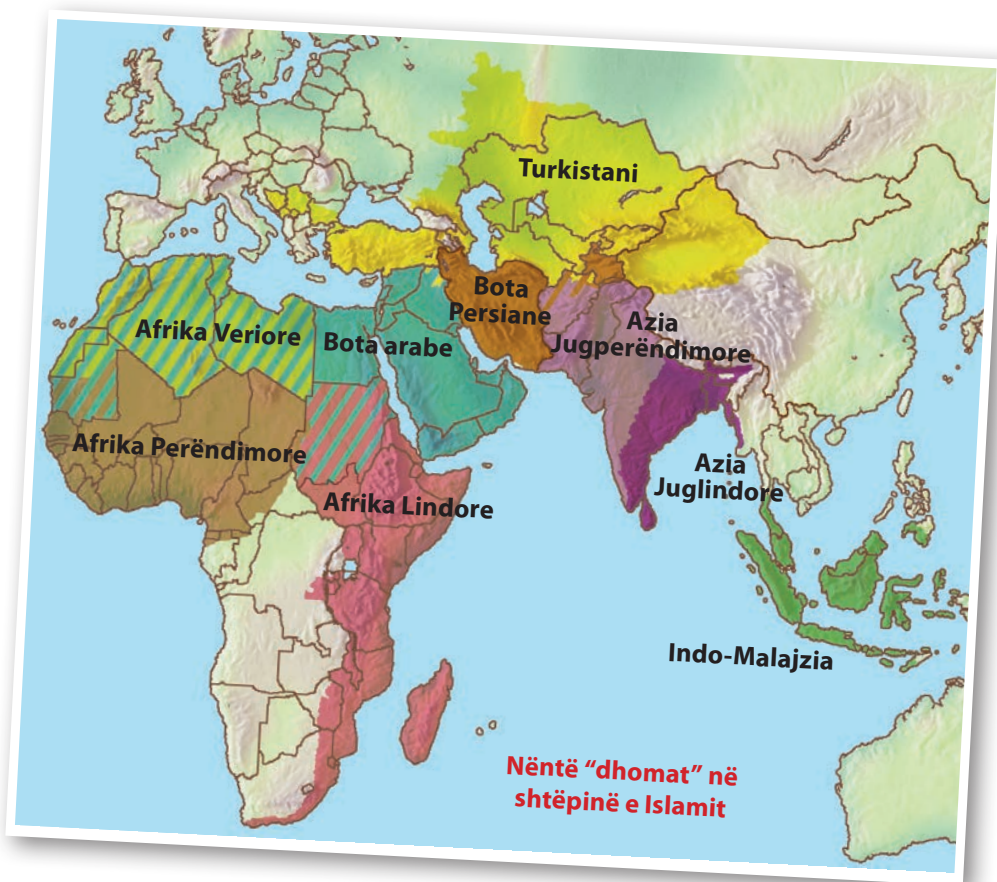 Turkistani
Bota
Persiane
Azia
Jugperëndimore
Afrika Veriore
Bota arabe
Afrika Perëndimore
Azia
Juglindore
Afrika Lindore
Indo-Malajzia
Nëntë “dhomat” në
shtëpinë e Islamit